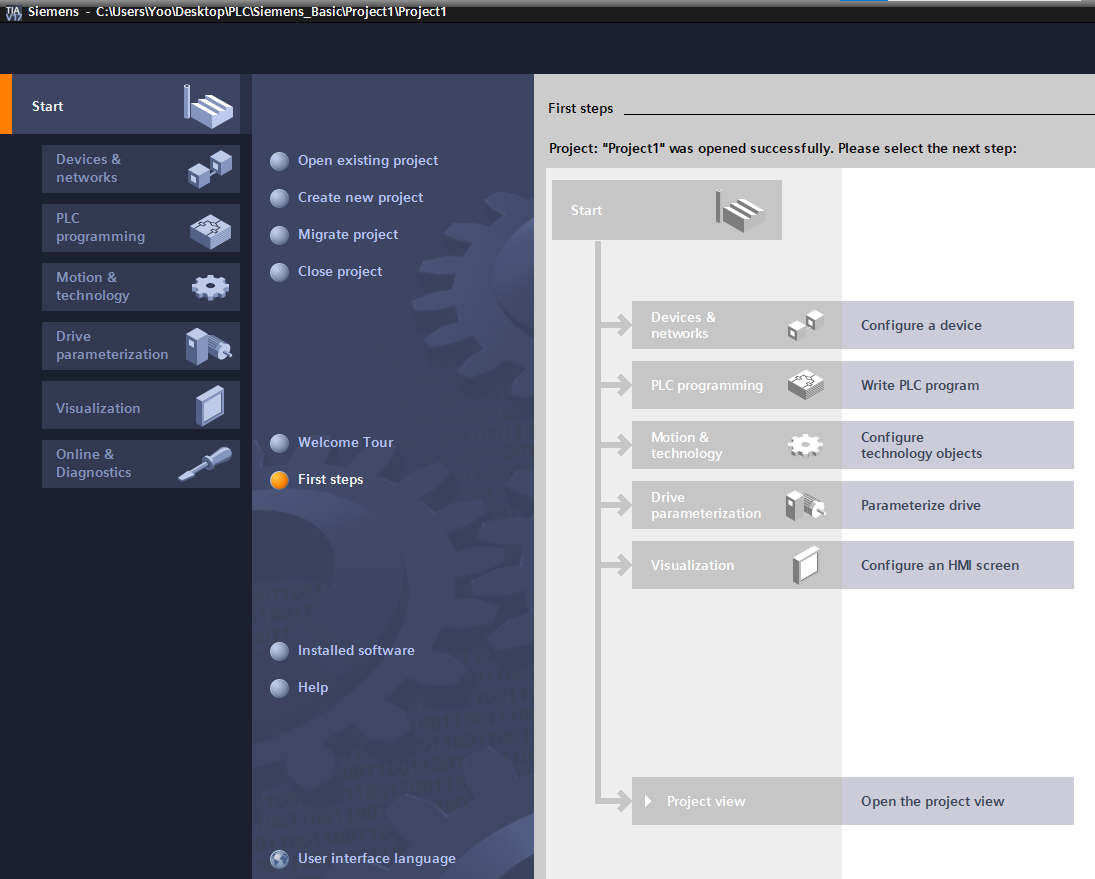 TIA
V17
Siemens - C:\Users\Yoo\Desktop\PLC\Siemens_Basic\Project1\Project1
Start
Devices &
networks
PLC
programming
Motion &
technology
Drive
parameterization
Visualization
Online &
Diagnostics
Open existing project
Create new project
Migrate project
Close project
Welcome Tour
First steps
Installed software
Help
User interface language
First steps
Project: "Project1" was opened successfully. Please select the next step:
Start
Devices &
networks
Configure a device
PLC programming
Write PLC program
Motion &
technology
Configure
technology objects
Drive
parameterization
Parameterize drive
Visualization
Configure an HMI screen
Project view
Open the project view